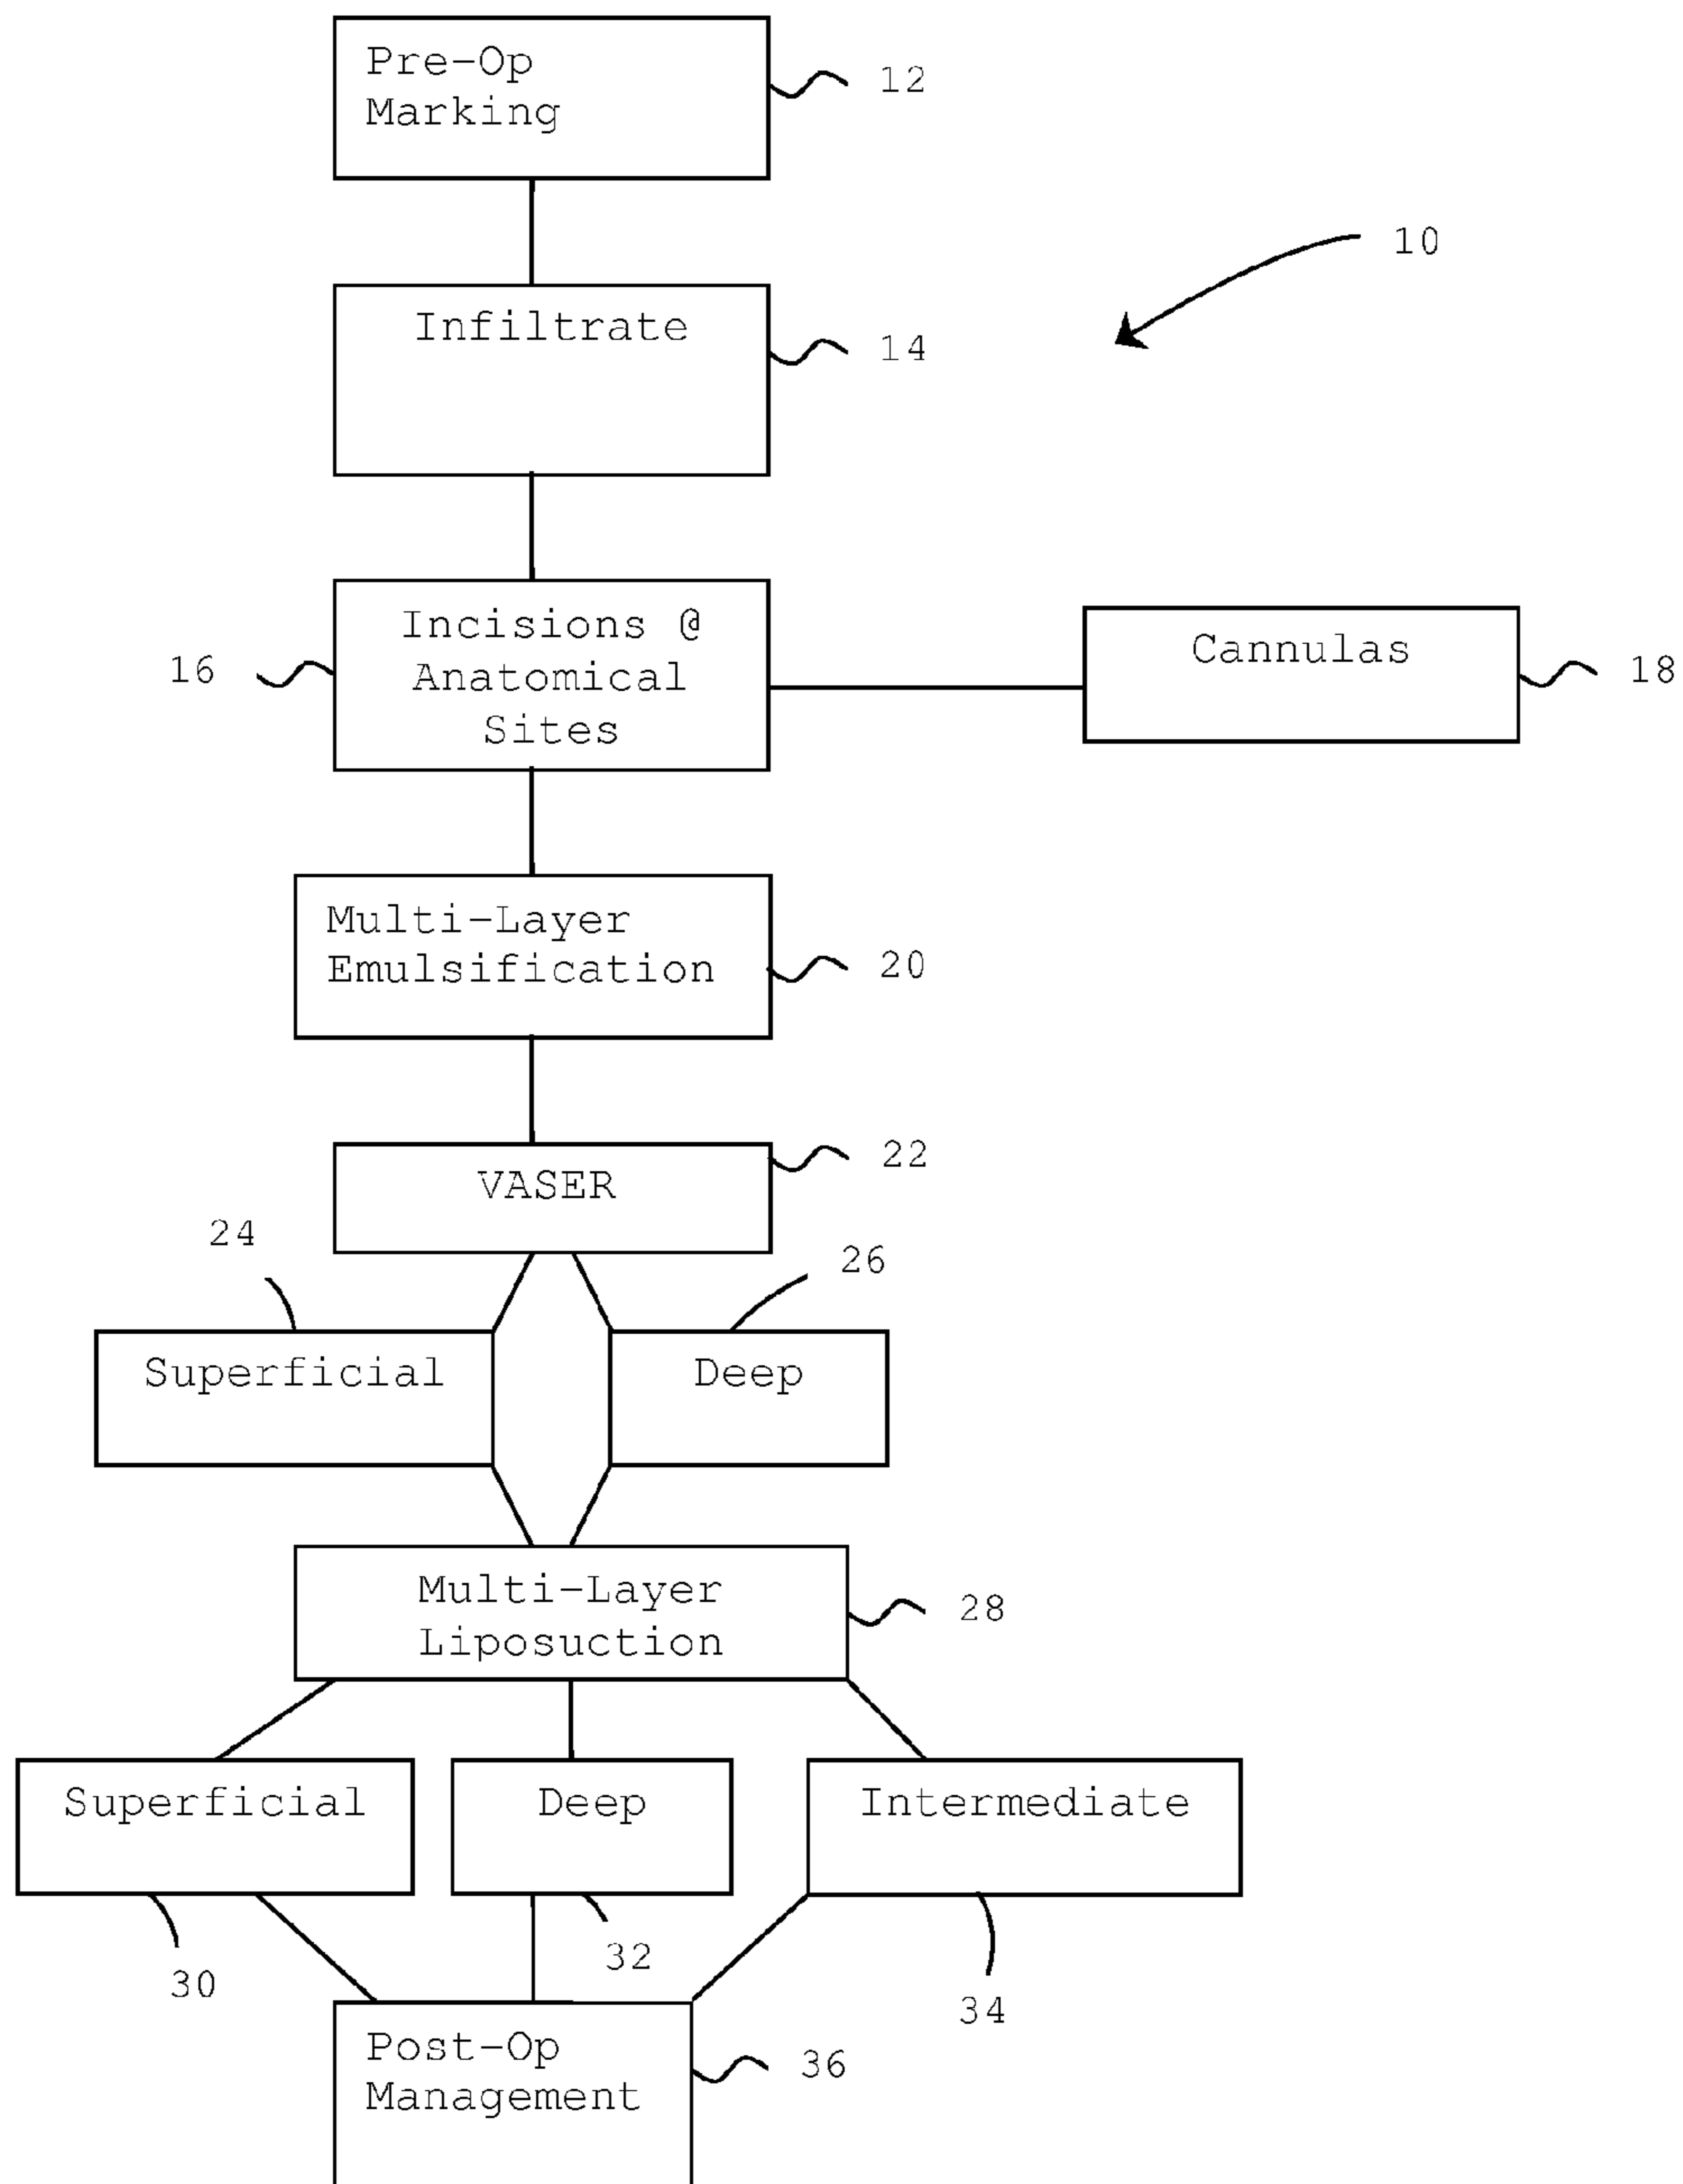 Pre-Op
Marking
12
10
Infiltrate
14
Incisions @
Anatomical
Sites
16
Cannulas
18
Multi-Layer
Emulsification
20
VASER
22
24
26
Superficial
Deep
Multi-Layer
Liposuction
28
Superficial
Deep
Intermediate
30
32
34
Post-Op
Management
36